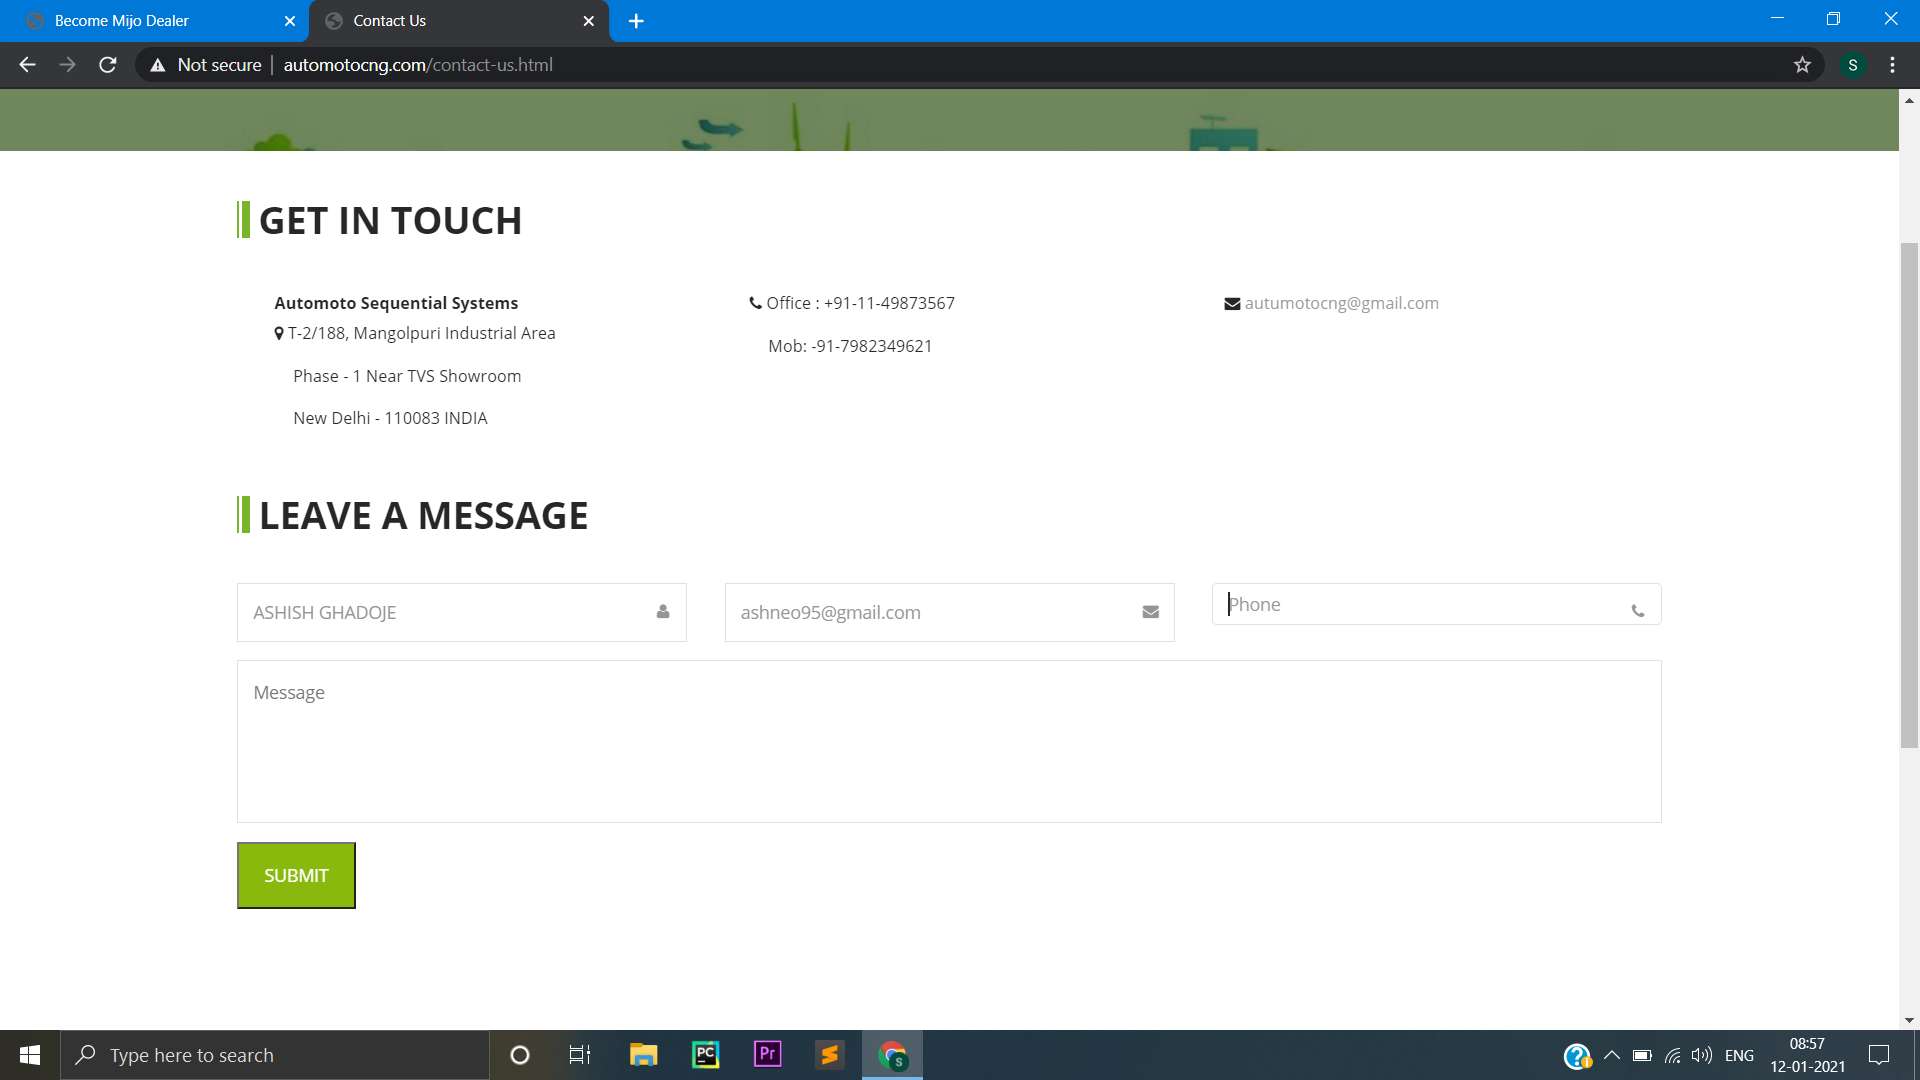 Become Mijo Dealer
Contact Us
Not secure | automotocng.com/contact-us.html
S
GET IN TOUCH
Automoto Sequential Systems
T-2/188, Mangolpuri Industrial Area
Phase - 1 Near TVS Showroom
New Delhi - 110083 INDIA
Office : +91-11-49873567
Mob: -91-7982349621
autumotocng@gmail.com
LEAVE A MESSAGE
ASHISH GHADOJE
ashneo95@gmail.com
Phone
Message
SUBMIT
Type here to search
PC
Pr
S
ENG
08:57
12-01-2021